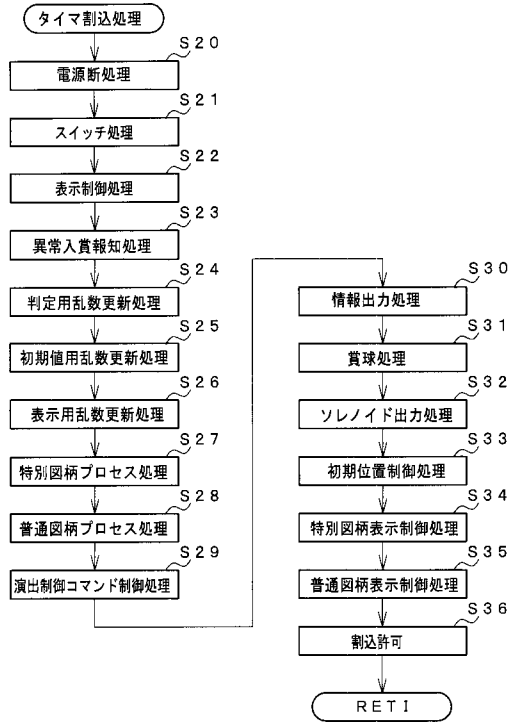 タイマ割込処理
S20
電源断処理
S21
スイッチ処理
S22
表示制御処理
S23
異常入賞報知処理
S24
判定用乱数更新処理
S25
初期値用乱数更新処理
S26
表示用乱数更新処理
S27
特別図柄プロセス処理
S28
普通図柄プロセス処理
S29
演出制御コマンド制御処理
S30
情報出力処理
S31
賞球処理
S32
ソレノイド出力処理
S33
初期位置制御処理
S34
特別図柄表示制御処理
S35
普通図柄表示制御処理
S36
割込許可
RETI